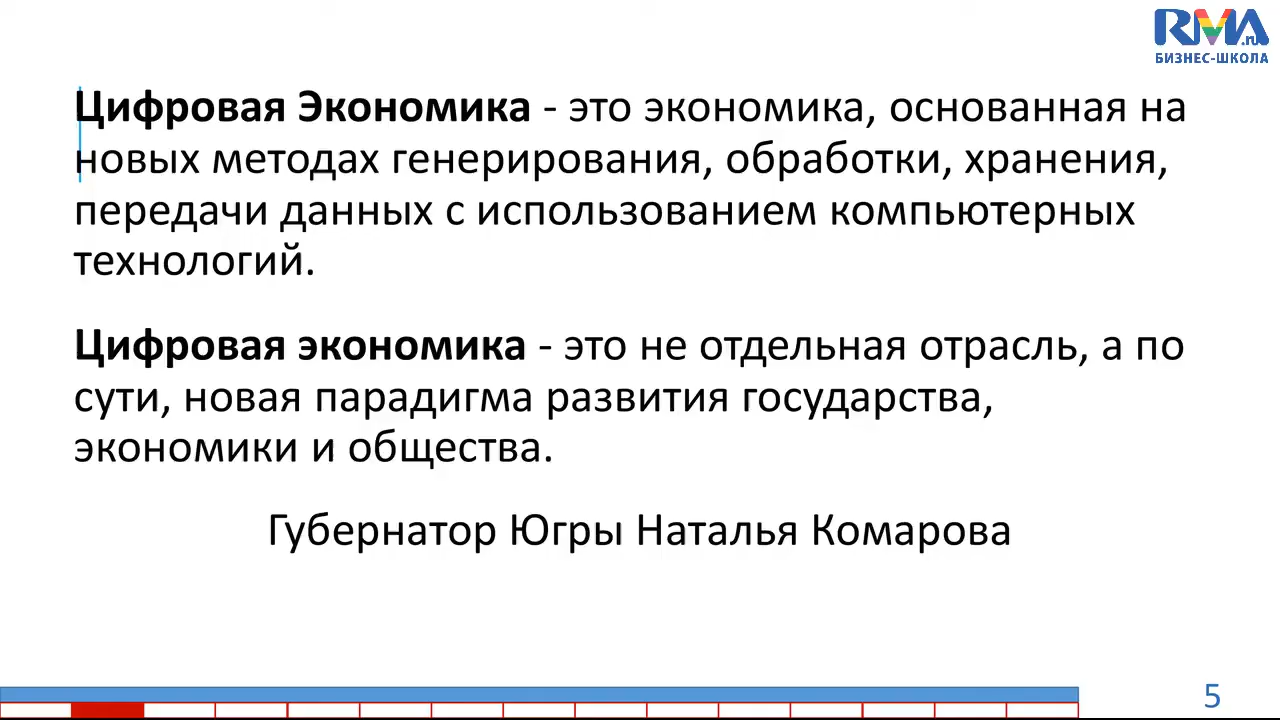 RMA.ru
БИЗНЕС-ШКОЛА
Цифровая Экономика - это экономика, основанная на
новых методах генерирования, обработки, хранения,
передачи данных с использованием компьютерных
технологий.
Цифровая экономика - это не отдельная отрасль, а по
сути, новая парадигма развития государства,
экономики и общества.
Губернатор Югры Наталья Комарова
5